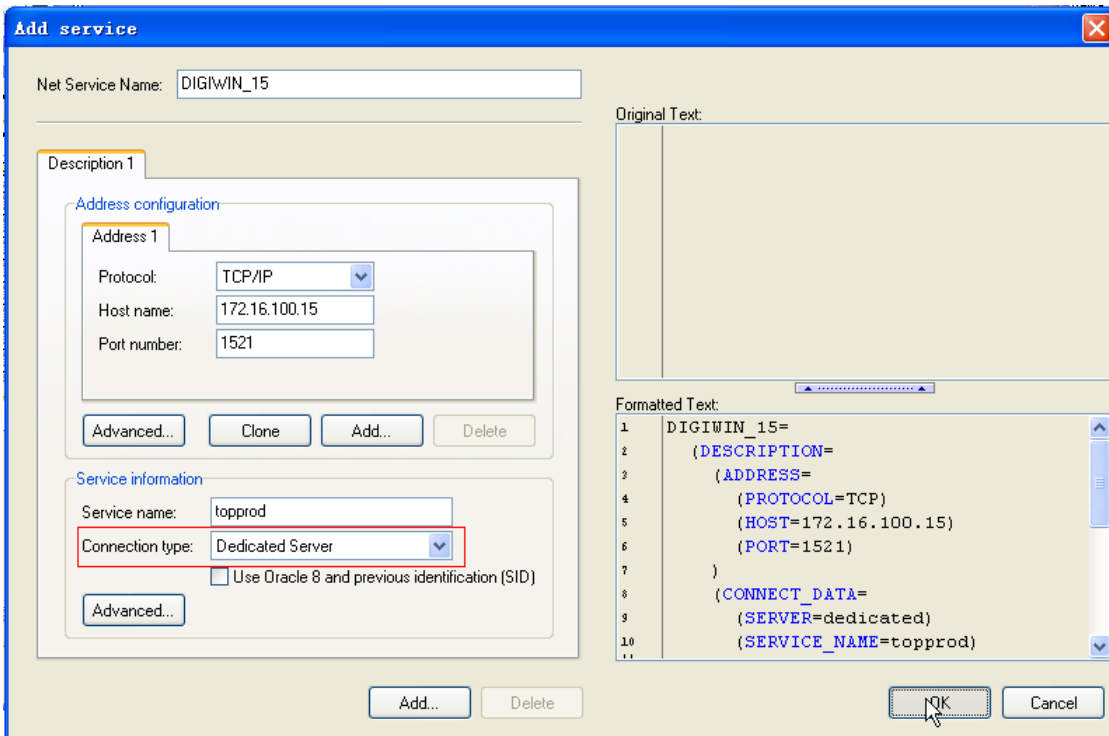 Add service
Net Service Name: DIGIWIN_15
Description 1
Address configuration
Address 1
Protocol: TCP/IP
Host name: 172.16.100.15
Port number: 1521
Advanced... Clone Add... Delete
Service information
Service name: topprod
Connection type: Dedicated Server
Use Oracle 8 and previous identification (SID)
Advanced...
Add... Delete
Original Text:
Formatted Text:
1 DIGIWIN_15=
2 (DESCRIPTION=
3 (ADDRESS=
4 (PROTOCOL=TCP)
5 (HOST=172.16.100.15)
6 (PORT=1521)
7 )
8 (CONNECT_DATA=
9 (SERVER=dedicated)
10 (SERVICE_NAME=topprod)
OK Cancel